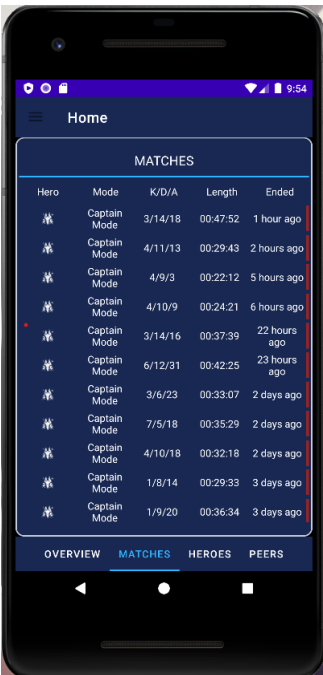 9:54
Home
MATCHES
Hero Mode K/D/A Length Ended
Captain Mode 3/14/18 00:47:52 1 hour ago
Captain Mode 4/11/13 00:29:43 2 hours ago
Captain Mode 4/9/3 00:22:12 5 hours ago
Captain Mode 4/10/9 00:24:21 6 hours ago
Captain Mode 3/14/16 00:37:39 22 hours ago
Captain Mode 6/12/31 00:42:25 23 hours ago
Captain Mode 3/6/23 00:33:07 2 days ago
Captain Mode 7/5/18 00:35:29 2 days ago
Captain Mode 4/10/18 00:32:18 2 days ago
Captain Mode 1/8/14 00:29:33 3 days ago
Captain Mode 1/9/20 00:36:34 3 days ago
OVERVIEW MATCHES HEROES PEERS